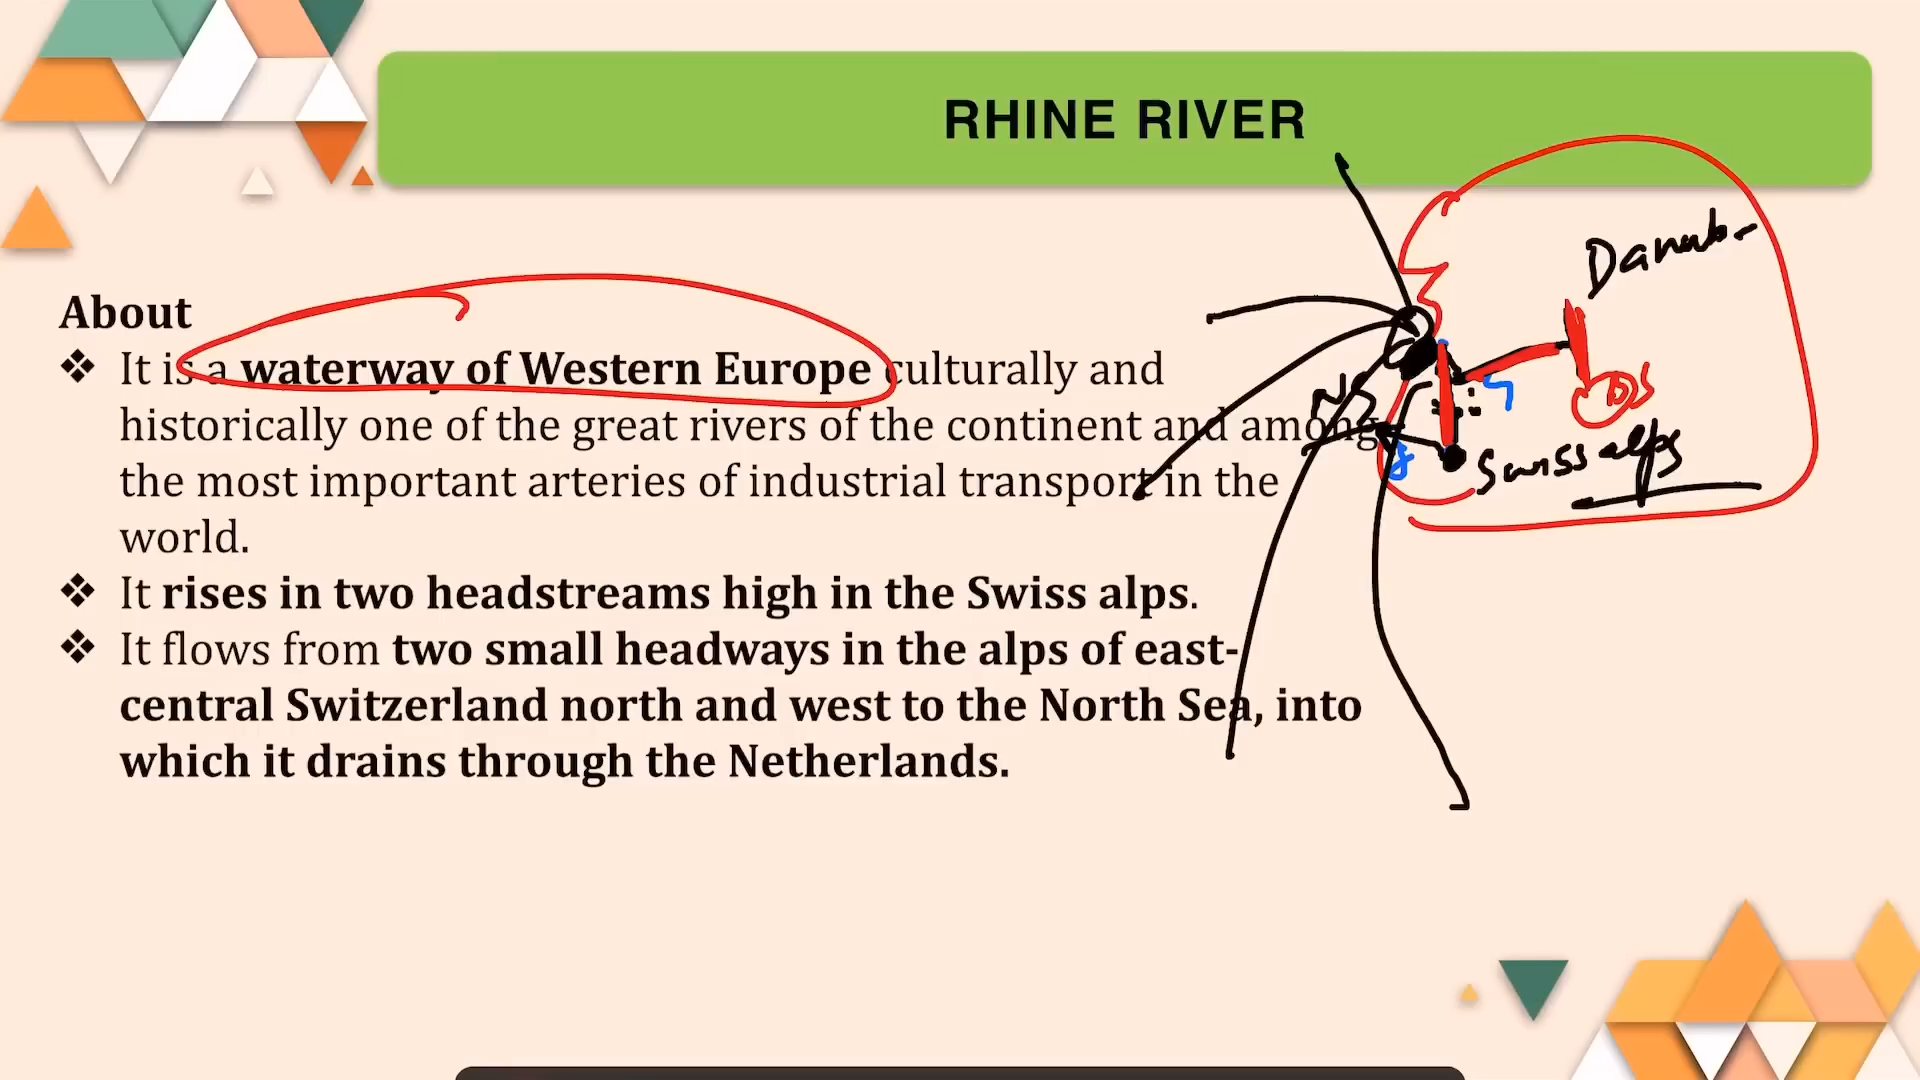 RHINE RIVER
About
❖ It is a waterway of Western Europe culturally and
historically one of the great rivers of the continent and among
the most important arteries of industrial transport in the
world.
❖ It rises in two headstreams high in the Swiss alps.
❖ It flows from two small headways in the alps of east-
central Switzerland north and west to the North Sea, into
which it drains through the Netherlands.
Danub
NS
BS
Swiss alps